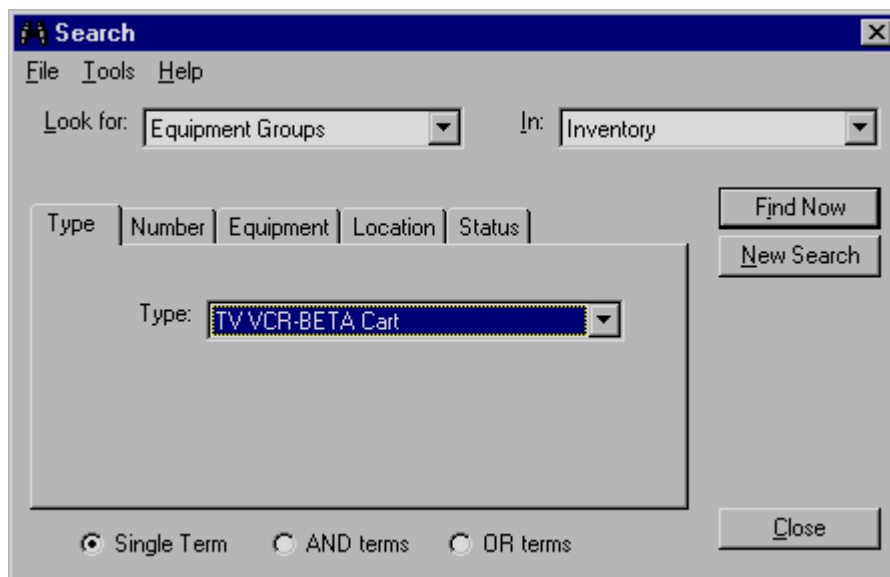 Search
File Tools Help
Look for: Equipment Groups In: Inventory
Find Now
Type Number Equipment Location Status
New Search
Type: TV VCR-BETA Cart
Close
Single Term AND terms OR terms